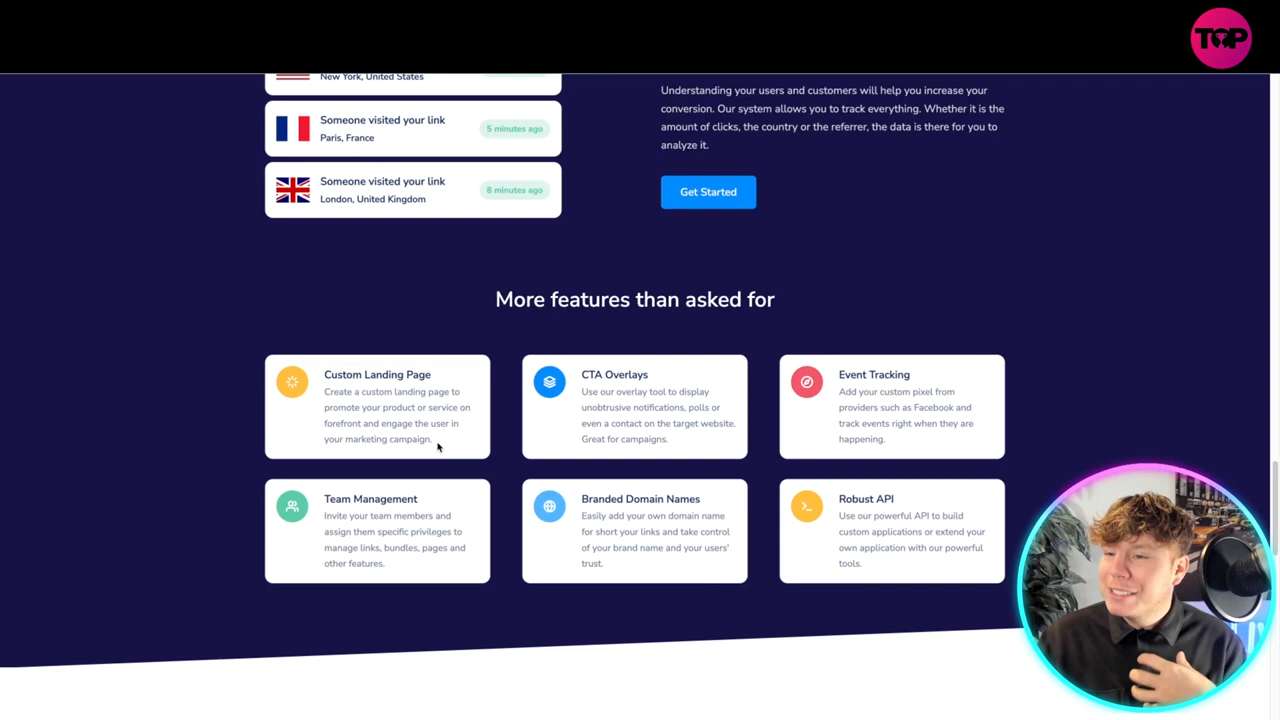 TOP
New York, United States
Someone visited your link
Paris, France
5 minutes ago
Someone visited your link
London, United Kingdom
8 minutes ago
Understanding your users and customers will help you increase your
conversion. Our system allows you to track everything. Whether it is the
amount of clicks, the country or the referrer, the data is there for you to
analyze it.
Get Started
More features than asked for
Custom Landing Page
Create a custom landing page to
promote your product or service on
forefront and engage the user in
your marketing campaign.
CTA Overlays
Use our overlay tool to display
unobtrusive notifications, polls or
even a contact on the target website.
Great for campaigns.
Event Tracking
Add your custom pixel from
providers such as Facebook and
track events right when they are
happening.
Team Management
Invite your team members and
assign them specific privileges to
manage links, bundles, pages and
other features.
Branded Domain Names
Easily add your own domain name
for short your links and take control
of your brand name and your users'
trust.
Robust API
Use our powerful API to build
custom applications or extend your
own application with our powerful
tools.